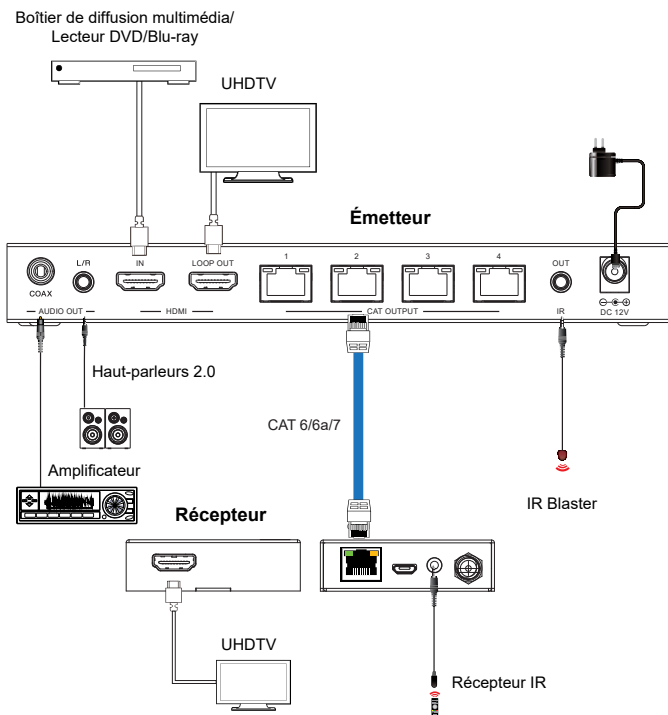 Boîtier de diffusion multimédia/
Lecteur DVD/Blu-ray
UHDTV
Émetteur
L/R
IN
LOOP OUT
1
2
3
4
OUT
COAX
AUDIO OUT
HDMI
CAT OUTPUT
IR
DC 12V
Haut-parleurs 2.0
CAT 6/6a/7
Amplificateur
IR Blaster
Récepteur
UHDTV
Récepteur IR